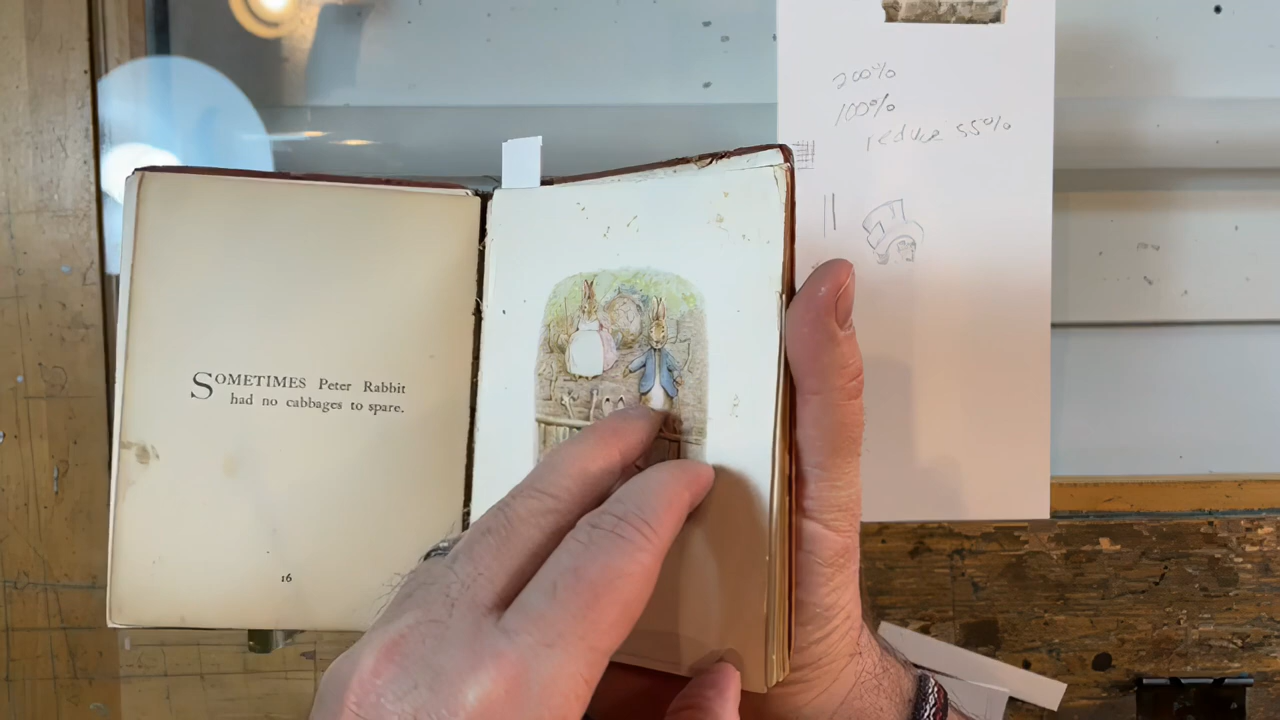 SOMETIMES Peter Rabbit
had no cabbages to spare.
16
200%
100%
reduce 55%